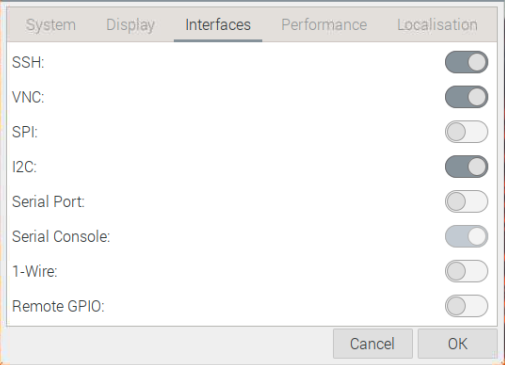 System Display Interfaces Performance Localisation
SSH:
VNC:
SPI:
I2C:
Serial Port:
Serial Console:
1-Wire:
Remote GPIO:
Cancel OK